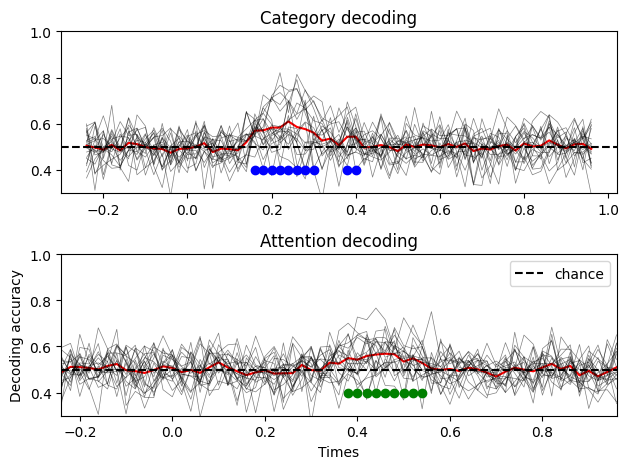 Category decoding
1.0
0.8
0.6
0.4
−0.2 0.0 0.2 0.4 0.6 0.8 1.0
Attention decoding
Decoding accuracy
1.0
0.8
0.6
0.4
chance
−0.2 0.0 0.2 0.4 0.6 0.8
Times